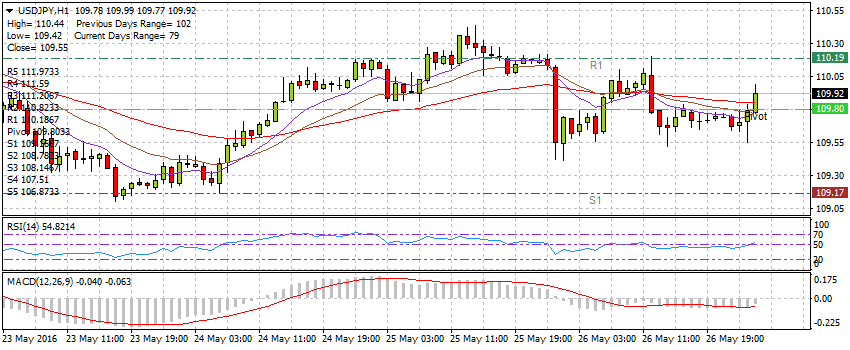 USDJPY,H1 109.78 109.99 109.77 109.92
High= 110.44 Previous Days Range= 102
Low= 109.42 Current Days Range= 79
Close= 109.55
R5 111.9733
R4 111.59
R3 111.2067
R1 110.1867
Pivot 109.8033
S2 108.7833
S3 108.1467
S4 107.51
S5 106.8733
R1
Pivot
S1
110.55
110.30
110.19
110.05
109.92
109.80
109.55
109.30
109.17
109.05
RSI(14) 54.8214
100
70
50
20
0
MACD(12,26,9) -0.040 -0.063
0.175
0.00
-0.225
23 May 2016
23 May 11:00
23 May 19:00
24 May 03:00
24 May 11:00
24 May 19:00
25 May 03:00
25 May 11:00
25 May 19:00
26 May 03:00
26 May 11:00
26 May 19:00